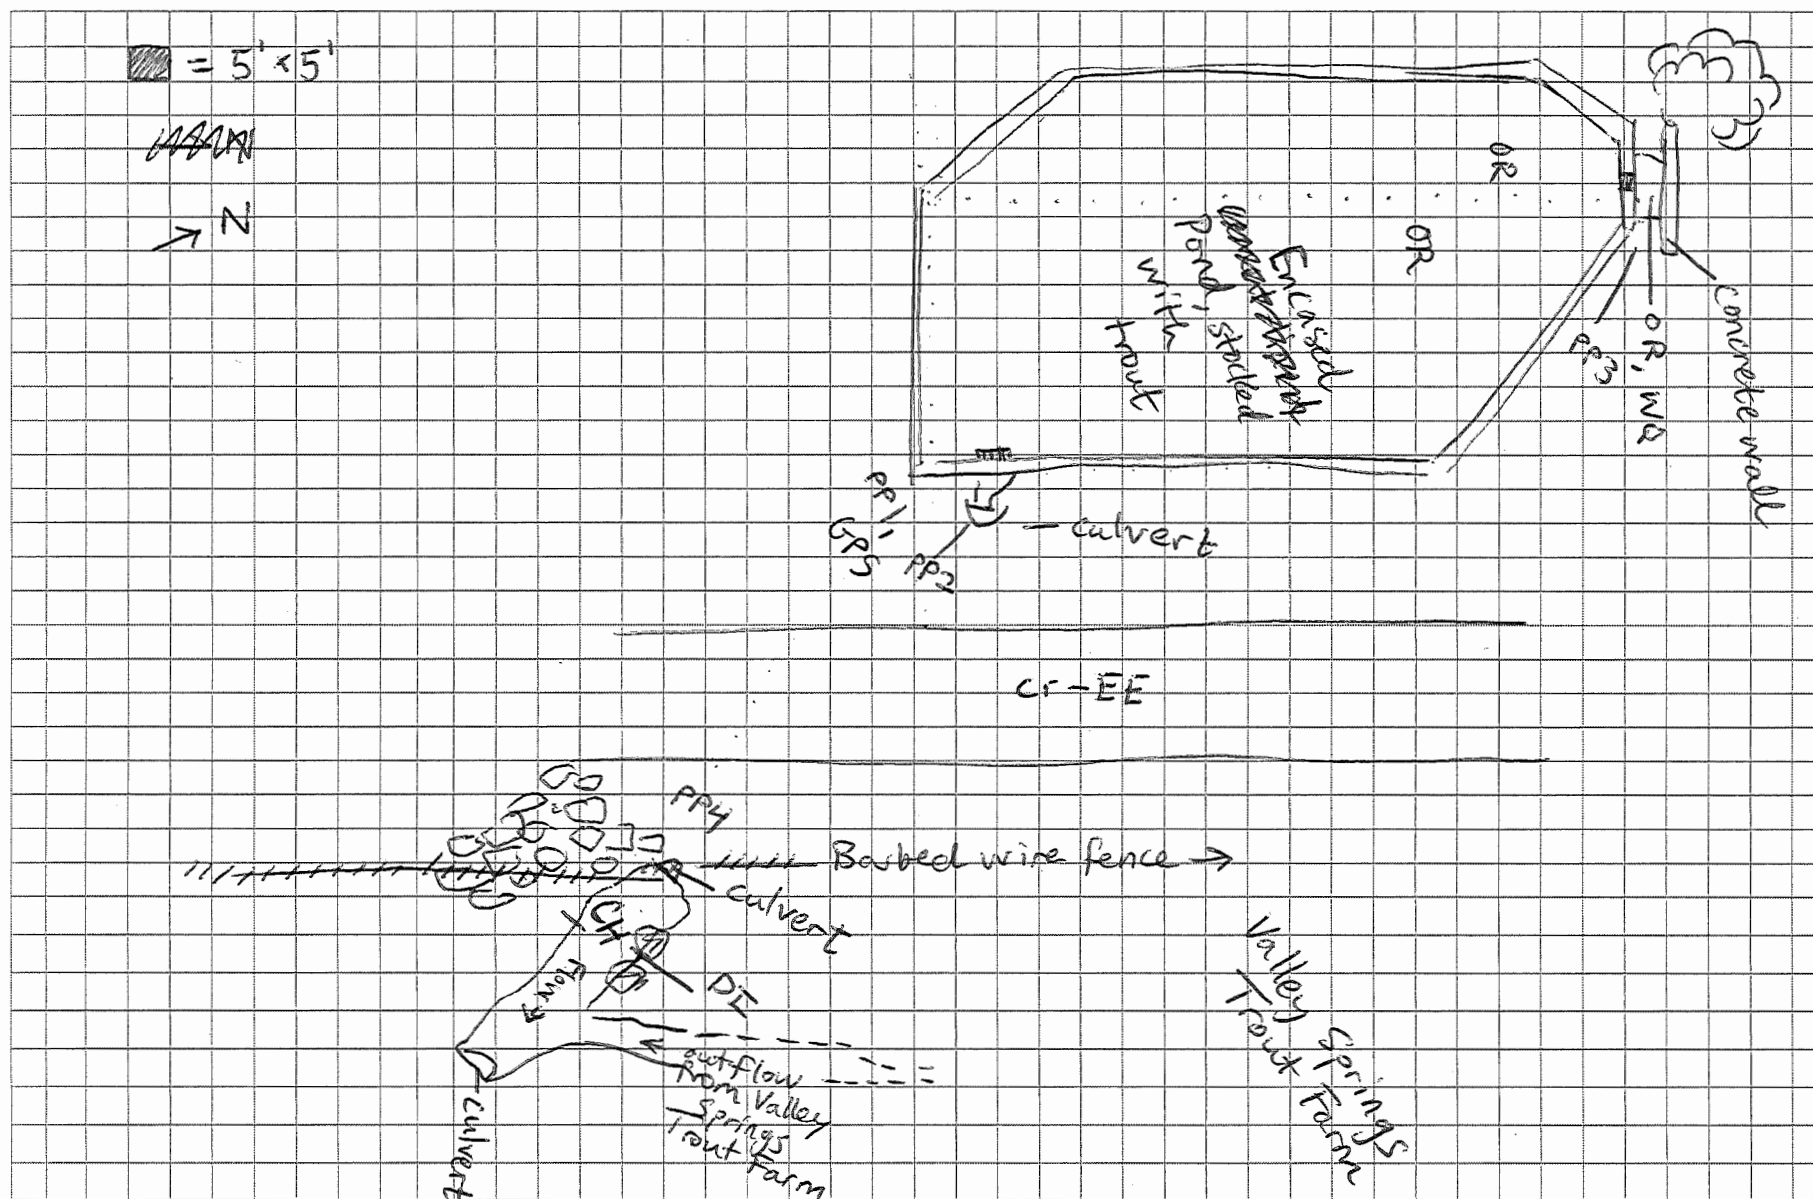 = 5' × 5'
N
OR
OR
Encased
Pond, stocked
with
trout
concrete wall
OR, WQ
PP3
PP1,
GPS
PP2
culvert
Cr-EE
PP4
Barbed wire fence →
culvert
CH
Flow
DI
outflow
from Valley
Springs
Trout Farm
culvert
Valley Springs
Trout Farm